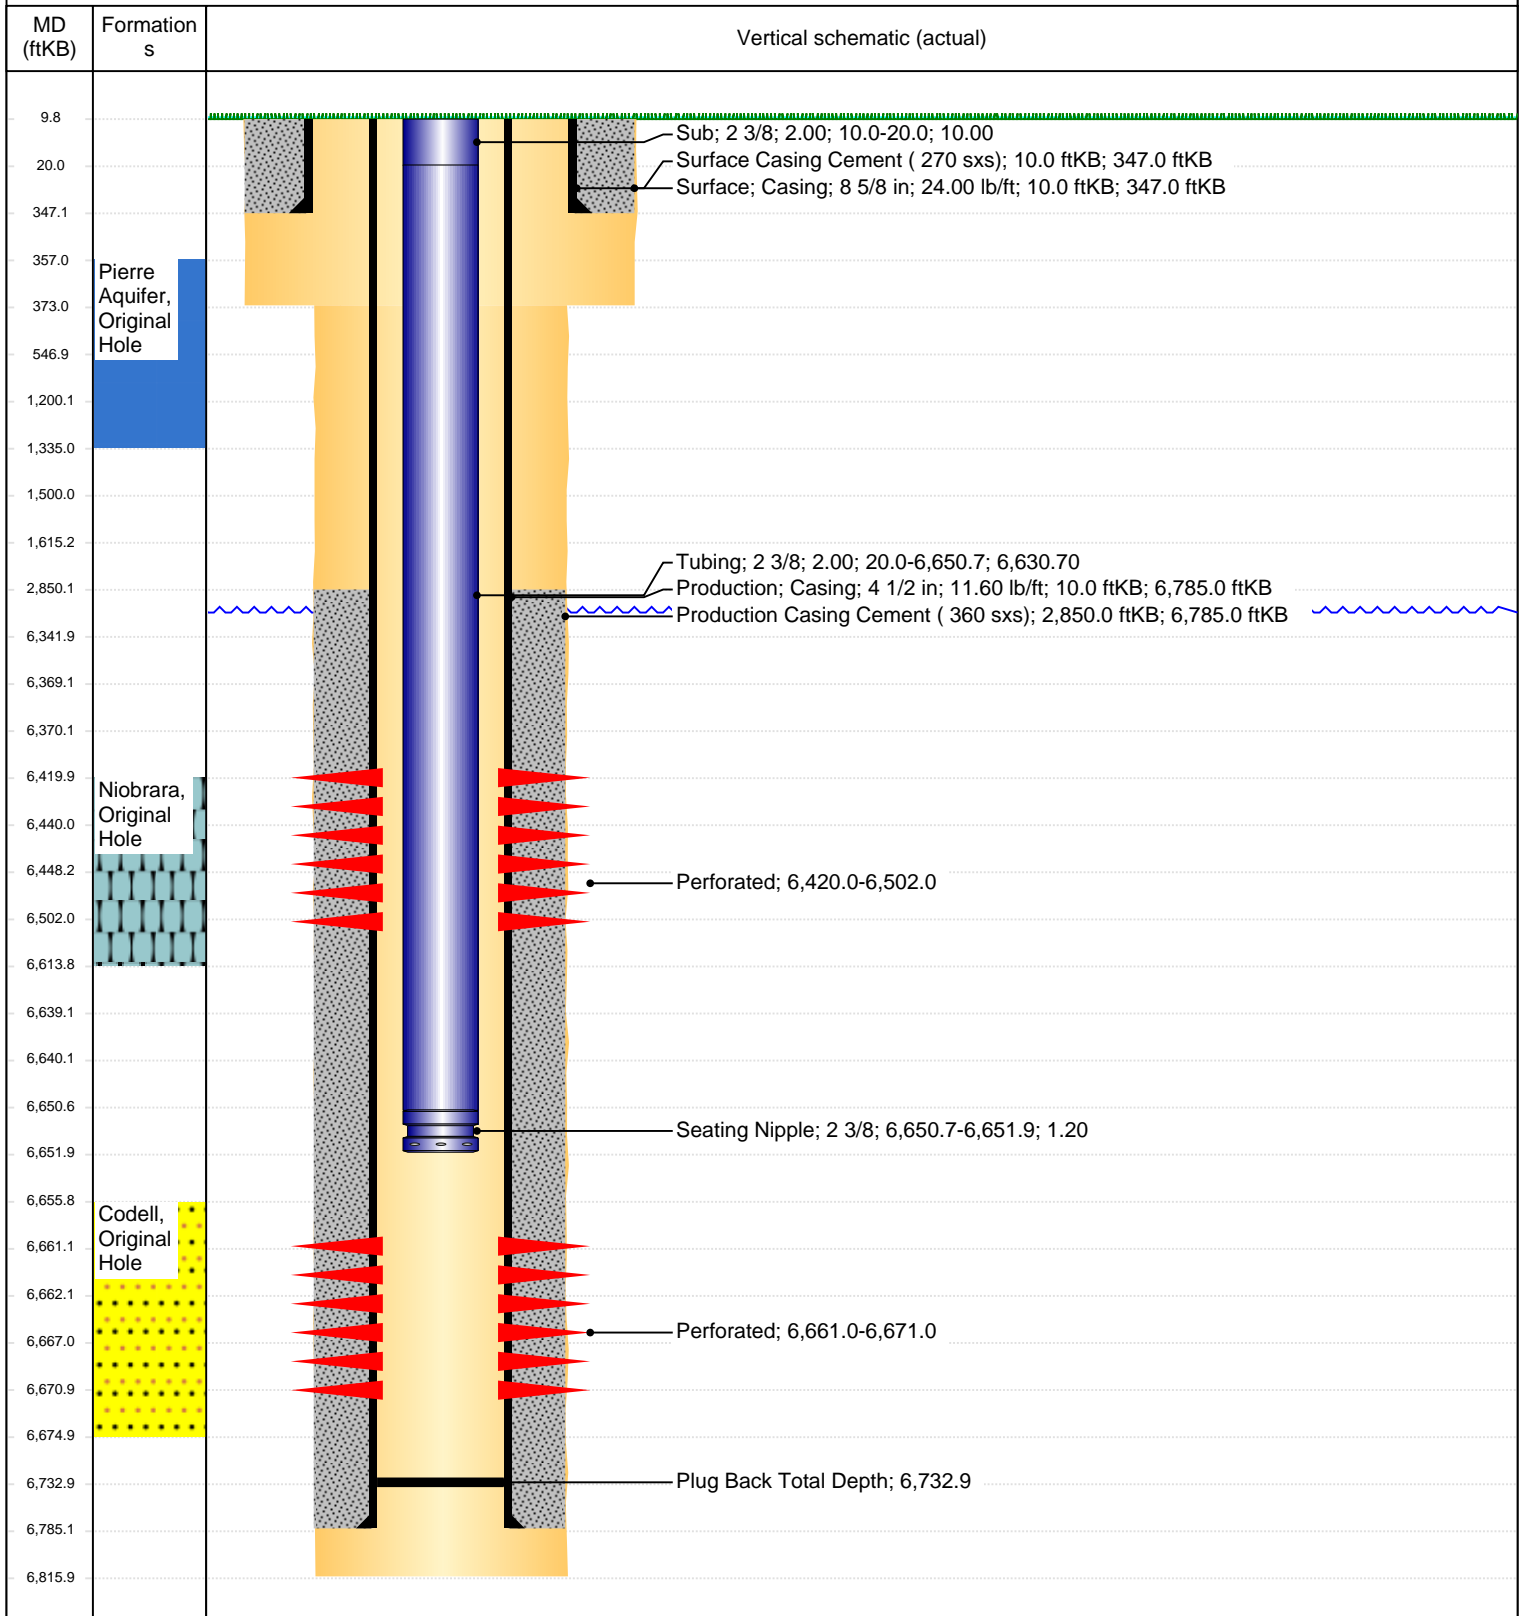 MD
(ftKB)
Formation
s
Vertical schematic (actual)
9.8
Sub; 2 3/8; 2.00; 10.0-20.0; 10.00
20.0
Surface Casing Cement ( 270 sxs); 10.0 ftKB; 347.0 ftKB
Surface; Casing; 8 5/8 in; 24.00 lb/ft; 10.0 ftKB; 347.0 ftKB
347.1
357.0
Pierre
Aquifer,
Original
Hole
373.0
546.9
1,200.1
1,335.0
1,500.0
1,615.2
Tubing; 2 3/8; 2.00; 20.0-6,650.7; 6,630.70
2,850.1
Production; Casing; 4 1/2 in; 11.60 lb/ft; 10.0 ftKB; 6,785.0 ftKB
Production Casing Cement ( 360 sxs); 2,850.0 ftKB; 6,785.0 ftKB
6,341.9
6,369.1
6,370.1
6,419.9
Niobrara,
Original
Hole
6,440.0
6,448.2
Perforated; 6,420.0-6,502.0
6,502.0
6,613.8
6,639.1
6,640.1
6,650.6
Seating Nipple; 2 3/8; 6,650.7-6,651.9; 1.20
6,651.9
6,655.8
Codell,
Original
Hole
6,661.1
6,662.1
Perforated; 6,661.0-6,671.0
6,667.0
6,670.9
6,674.9
Plug Back Total Depth; 6,732.9
6,732.9
6,785.1
6,815.9